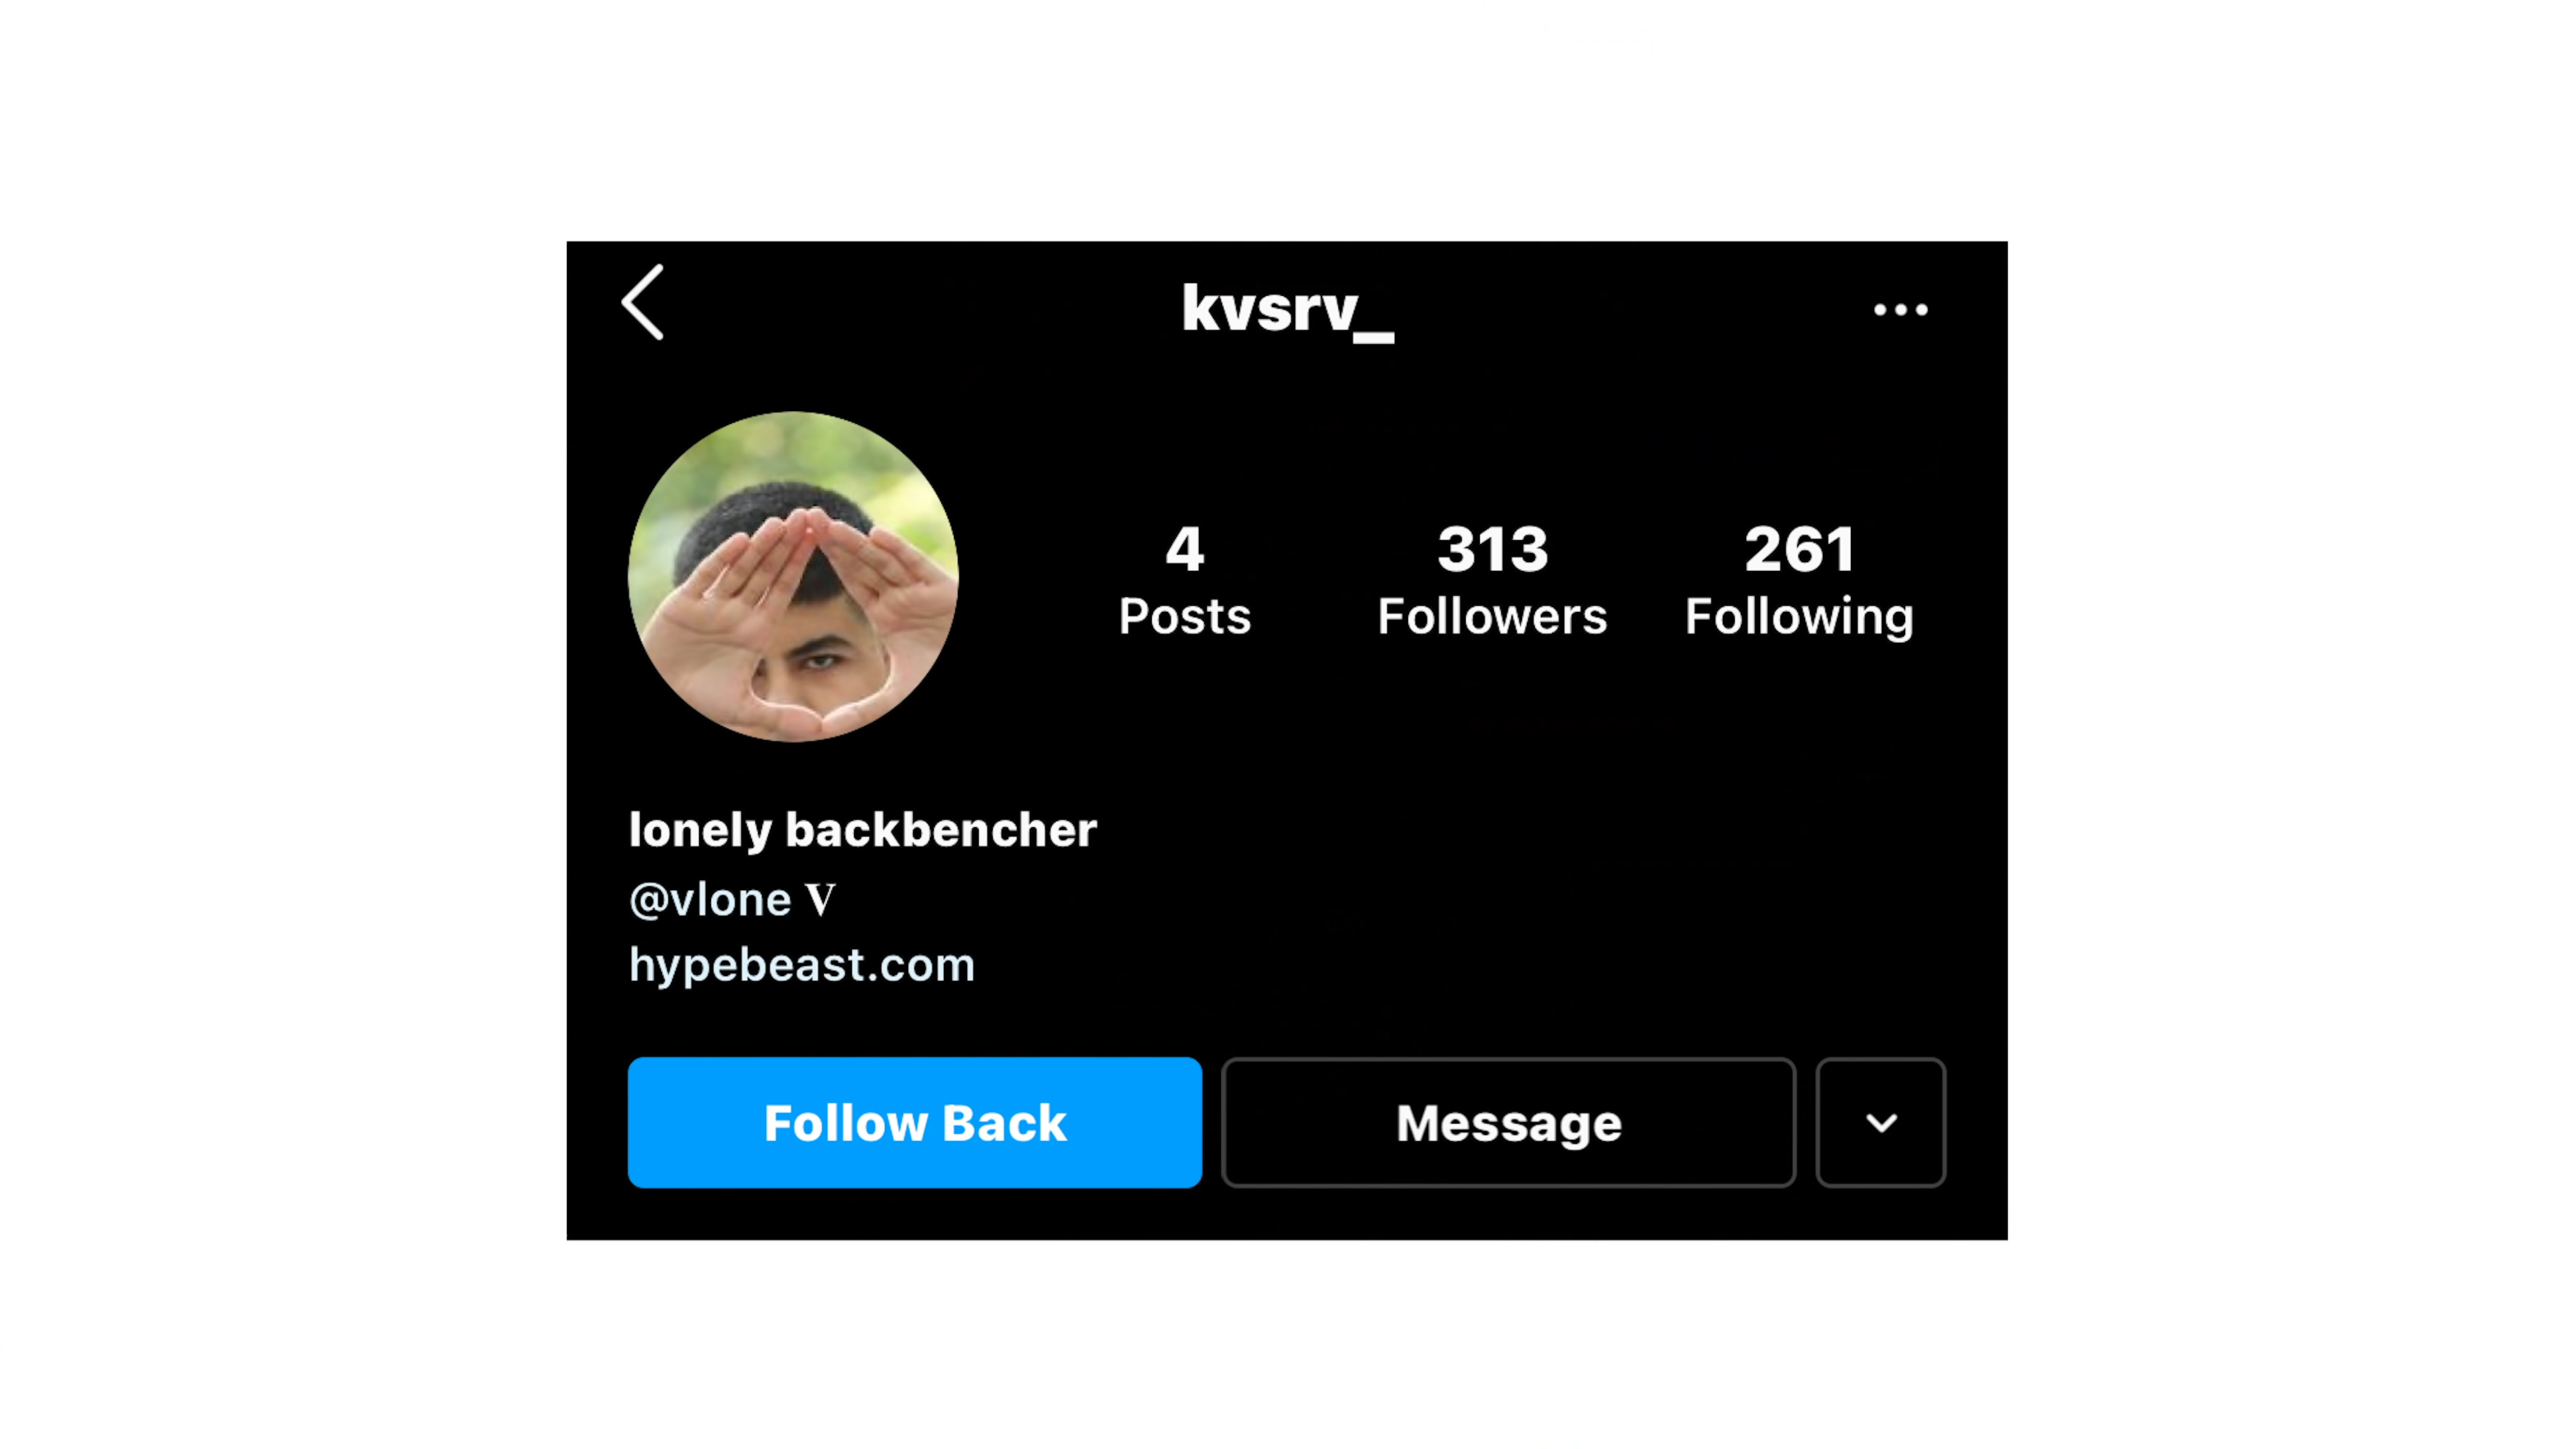 kvsrv_
4 313 261
Posts Followers Following
lonely backbencher
@vlone V
hypebeast.com
Follow Back Message